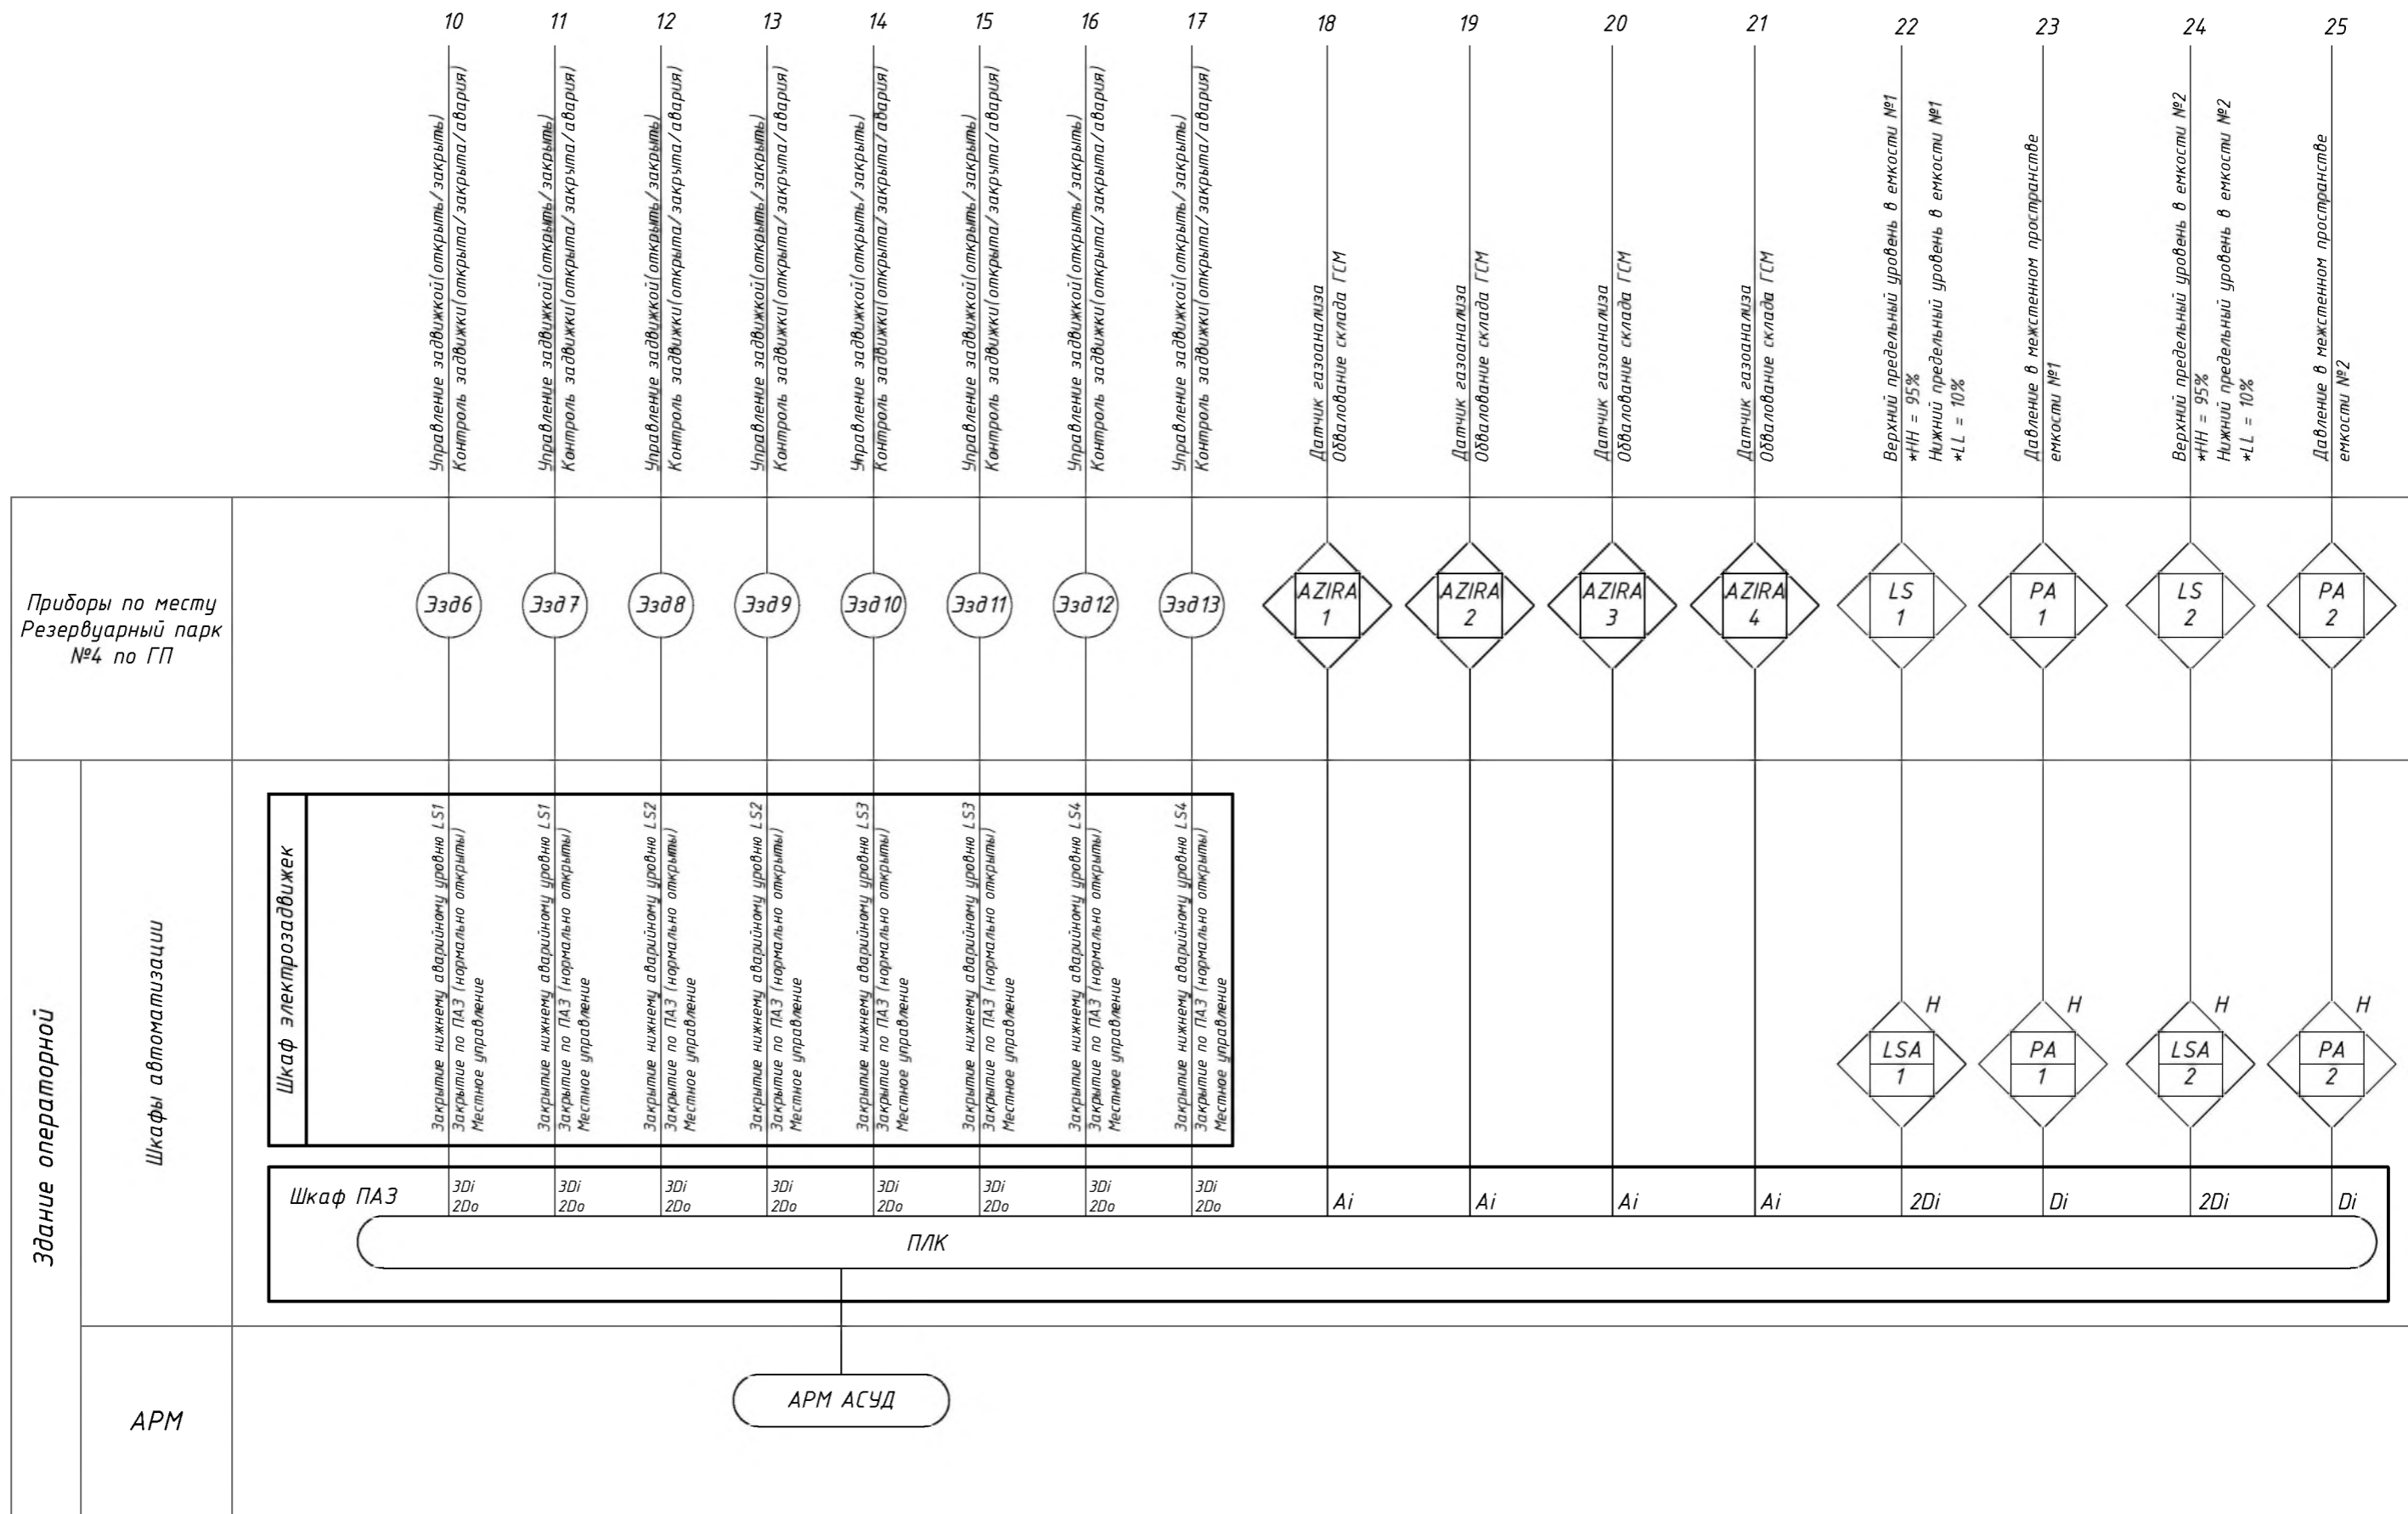 10 11 12 13 14 15 16 17 18 19 20 21 22 23 24 25
Управление задвижкой(открыть/закрыть)
Контроль задвижки(открыта/закрыта/авария)
Управление задвижкой(открыть/закрыть)
Контроль задвижки(открыта/закрыта/авария)
Управление задвижкой(открыть/закрыть)
Контроль задвижки(открыта/закрыта/авария)
Управление задвижкой(открыть/закрыть)
Контроль задвижки(открыта/закрыта/авария)
Управление задвижкой(открыть/закрыть)
Контроль задвижки(открыта/закрыта/авария)
Управление задвижкой(открыть/закрыть)
Контроль задвижки(открыта/закрыта/авария)
Управление задвижкой(открыть/закрыть)
Контроль задвижки(открыта/закрыта/авария)
Управление задвижкой(открыть/закрыть)
Контроль задвижки(открыта/закрыта/авария)
Датчик газоанализа
Обвалование склада ГСМ
Датчик газоанализа
Обвалование склада ГСМ
Датчик газоанализа
Обвалование склада ГСМ
Датчик газоанализа
Обвалование склада ГСМ
Верхний предельный уровень в емкости №1
*HH = 95%
Нижний предельный уровень в емкости №1
*LL = 10%
Давление в межстенном пространстве
емкости №1
Верхний предельный уровень в емкости №2
*HH = 95%
Нижний предельный уровень в емкости №2
*LL = 10%
Давление в межстенном пространстве
емкости №2
Приборы по месту
Резервуарный парк
№4 по ГП
Эзд6 Эзд7 Эзд8 Эзд9 Эзд10 Эзд11 Эзд12 Эзд13
AZIRA
1
AZIRA
2
AZIRA
3
AZIRA
4
LS
1
PA
1
LS
2
PA
2
Здание операторной
Шкафы автоматизации
Шкаф электрозадвижек
Закрытие нижнему аварийному уровню LS1
Закрытие по ПАЗ (нормально открыты)
Местное управление
Закрытие нижнему аварийному уровню LS1
Закрытие по ПАЗ (нормально открыты)
Местное управление
Закрытие нижнему аварийному уровню LS2
Закрытие по ПАЗ (нормально открыты)
Местное управление
Закрытие нижнему аварийному уровню LS2
Закрытие по ПАЗ (нормально открыты)
Местное управление
Закрытие нижнему аварийному уровню LS3
Закрытие по ПАЗ (нормально открыты)
Местное управление
Закрытие нижнему аварийному уровню LS3
Закрытие по ПАЗ (нормально открыты)
Местное управление
Закрытие нижнему аварийному уровню LS4
Закрытие по ПАЗ (нормально открыты)
Местное управление
Закрытие нижнему аварийному уровню LS4
Закрытие по ПАЗ (нормально открыты)
Местное управление
H
LSA
1
H
PA
1
H
LSA
2
H
PA
2
Шкаф ПАЗ
3Di 3Di 3Di 3Di 3Di 3Di 3Di 3Di
2Do 2Do 2Do 2Do 2Do 2Do 2Do 2Do
Ai Ai Ai Ai 2Di Di 2Di Di
ПЛК
АРМ
АРМ АСУД